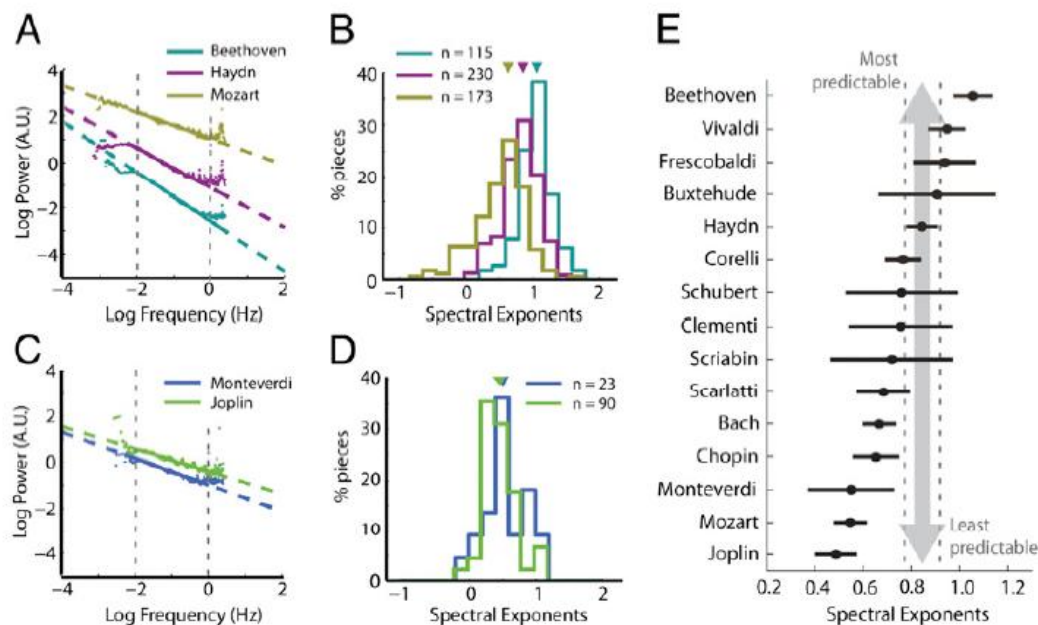 A
Beethoven
Haydn
Mozart
4
2
0
−2
−4
Log Power (A.U.)
−4
−2
0
2
Log Frequency (Hz)
B
n = 115
n = 230
n = 173
40
30
20
10
0
% pieces
−1
0
1
2
Spectral Exponents
C
Monteverdi
Joplin
4
2
0
−2
−4
Log Power (A.U.)
−4
−2
0
2
Log Frequency (Hz)
D
n = 23
n = 90
40
30
20
10
0
% pieces
−1
0
1
2
Spectral Exponents
E
Most
predictable
Beethoven
Vivaldi
Frescobaldi
Buxtehude
Haydn
Corelli
Schubert
Clementi
Scriabin
Scarlatti
Bach
Chopin
Monteverdi
Mozart
Joplin
Least
predictable
0.2
0.4
0.6
0.8
1.0
1.2
Spectral Exponents